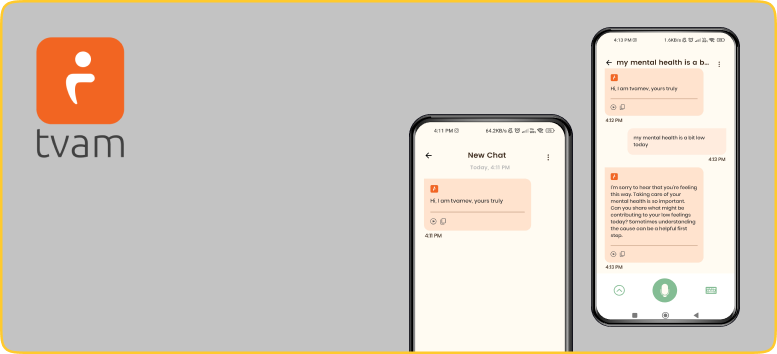 tvam
4:11 PM
64.2KB/s
New Chat
Today, 4:11 PM
Hi, I am tvamev, yours truly
4:11 PM
4:13 PM
1.6KB/s
my mental health is a b...
Hi, I am tvamev, yours truly
4:13 PM
my mental health is a bit low
today
4:13 PM
I'm sorry to hear that you're feeling
this way. Taking care of your
mental health is so important.
Can you share what might be
contributing to your low feelings
today? Sometimes understanding
the cause can be a helpful first
step.
4:13 PM